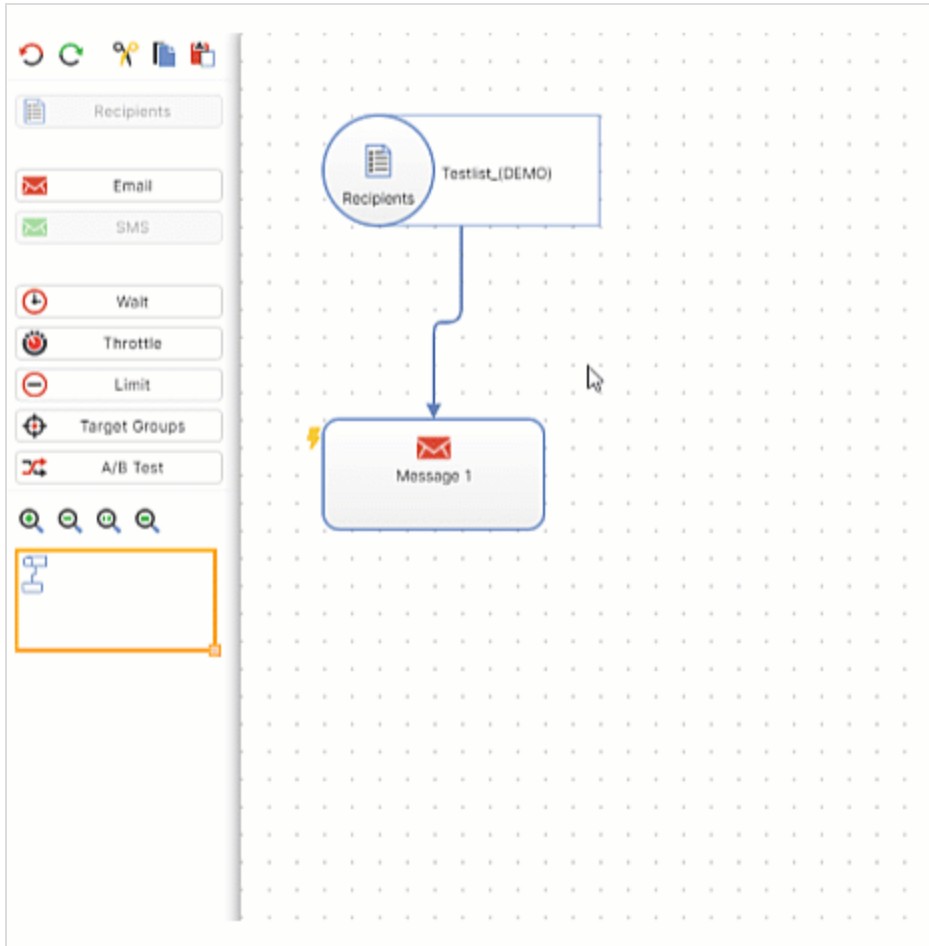 Recipients
Email
SMS
Wait
Throttle
Limit
Target Groups
A/B Test
Recipients
Testlist_(DEMO)
Message 1